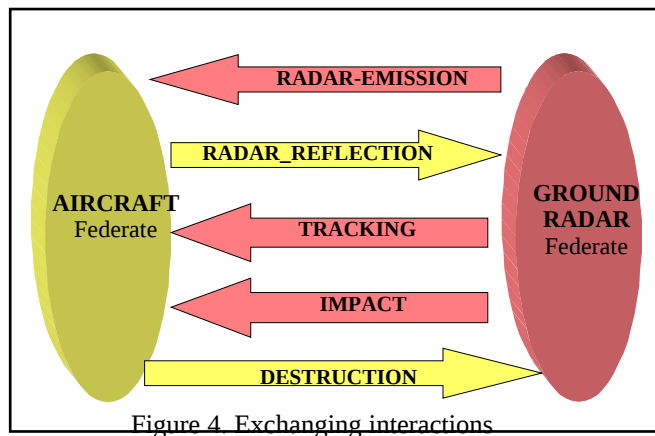 RADAR-EMISSION
RADAR_REFLECTION
AIRCRAFT
Federate
GROUND
RADAR
Federate
TRACKING
IMPACT
DESTRUCTION
Figure 4. Exchanging interactions